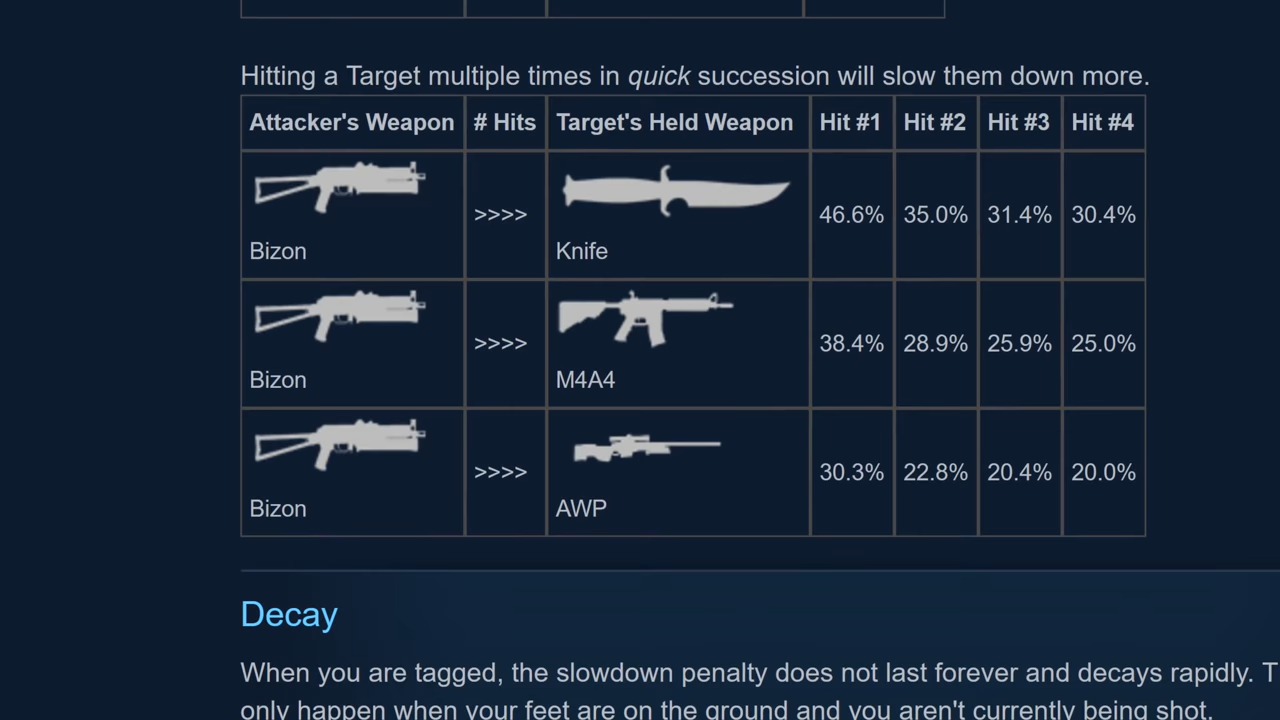 Hitting a Target multiple times in quick succession will slow them down more.
Attacker's Weapon # Hits Target's Held Weapon Hit #1 Hit #2 Hit #3 Hit #4
Bizon >>>> Knife 46.6% 35.0% 31.4% 30.4%
Bizon >>>> M4A4 38.4% 28.9% 25.9% 25.0%
Bizon >>>> AWP 30.3% 22.8% 20.4% 20.0%
Decay
When you are tagged, the slowdown penalty does not last forever and decays rapidly. T
only happen when your feet are on the ground and you aren't currently being shot.